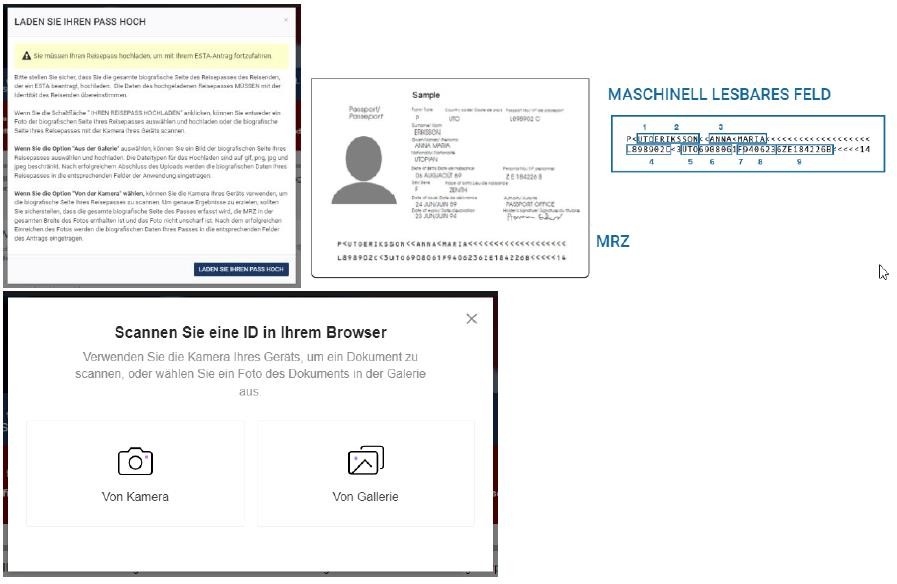 LADEN SIE IHREN PASS HOCH
×
Sie müssen Ihren Reisepass hochladen, um mit Ihrem ESTA-Antrag fortzufahren.
Bitte stellen Sie sicher, dass Sie die gesamte biografische Seite des Reisepasses des Reisenden,
der ein ESTA beantragt, hochladen. Die Daten des hochgeladenen Reisepasses MÜSSEN mit der
Identität des Reisenden übereinstimmen.
Wenn Sie die Schaltfläche " IHREN REISEPASS HOCHLADEN" anklicken, können Sie entweder ein
Foto der biografischen Seite Ihres Reisepasses auswählen und hochladen oder die biografische
Seite Ihres Reisepasses mit der Kamera Ihres Geräts scannen.
Wenn Sie die Option "Aus der Galerie" auswählen, können Sie ein Bild der biografischen Seite Ihres
Reisepasses auswählen und hochladen. Die Dateitypen für das Hochladen sind auf gif, png, jpg und
jpeg beschränkt. Nach erfolgreichem Abschluss des Uploads werden die biografischen Daten Ihres
Reisepasses in die entsprechenden Felder der Anwendung eingetragen.
Wenn Sie die Option "Von der Kamera" wählen, können Sie die Kamera Ihres Geräts verwenden, um
die biografische Seite Ihres Reisepasses zu scannen. Um genaue Ergebnisse zu erzielen, sollten
Sie sicherstellen, dass die gesamte biografische Seite des Passes erfasst wird, die MRZ in der
gesamten Breite des Fotos enthalten ist und das Foto nicht unscharf ist. Nach dem erfolgreichen
Einreichen des Fotos werden die biografischen Daten Ihres Passes in die entsprechenden Felder
des Antrags eingetragen.
LADEN SIE IHREN PASS HOCH
Sample
Passport/
Passeport
P UTO L898902 C
ERIKSSON
ANNA MARIA
UTOPIAN
06 AUG/AOÛT 69 Z E 184226 B
F ZENITH
24 JUN/JUIN 89 PASSPORT OFFICE
23 JUN/JUIN 94
P<UTOERIKSSON<<ANNA<MARIA<<<<<<<<<<<<<<<<<<<
L898902C<3UTO6908061F9406236ZE184226B<<<<<14
MRZ
MASCHINELL LESBARES FELD
1 2 3
P<UTOERIKSSON<<ANNA<MARIA<<<<<<<<<<<<<<<<<<<
L898902C<3UTO6908061F9406236ZE184226B<<<<<14
4 5 6 7 8 9
Scannen Sie eine ID in Ihrem Browser
Verwenden Sie die Kamera Ihres Geräts, um ein Dokument zu
scannen, oder wählen Sie ein Foto des Dokuments in der Galerie
aus.
Von Kamera
Von Gallerie